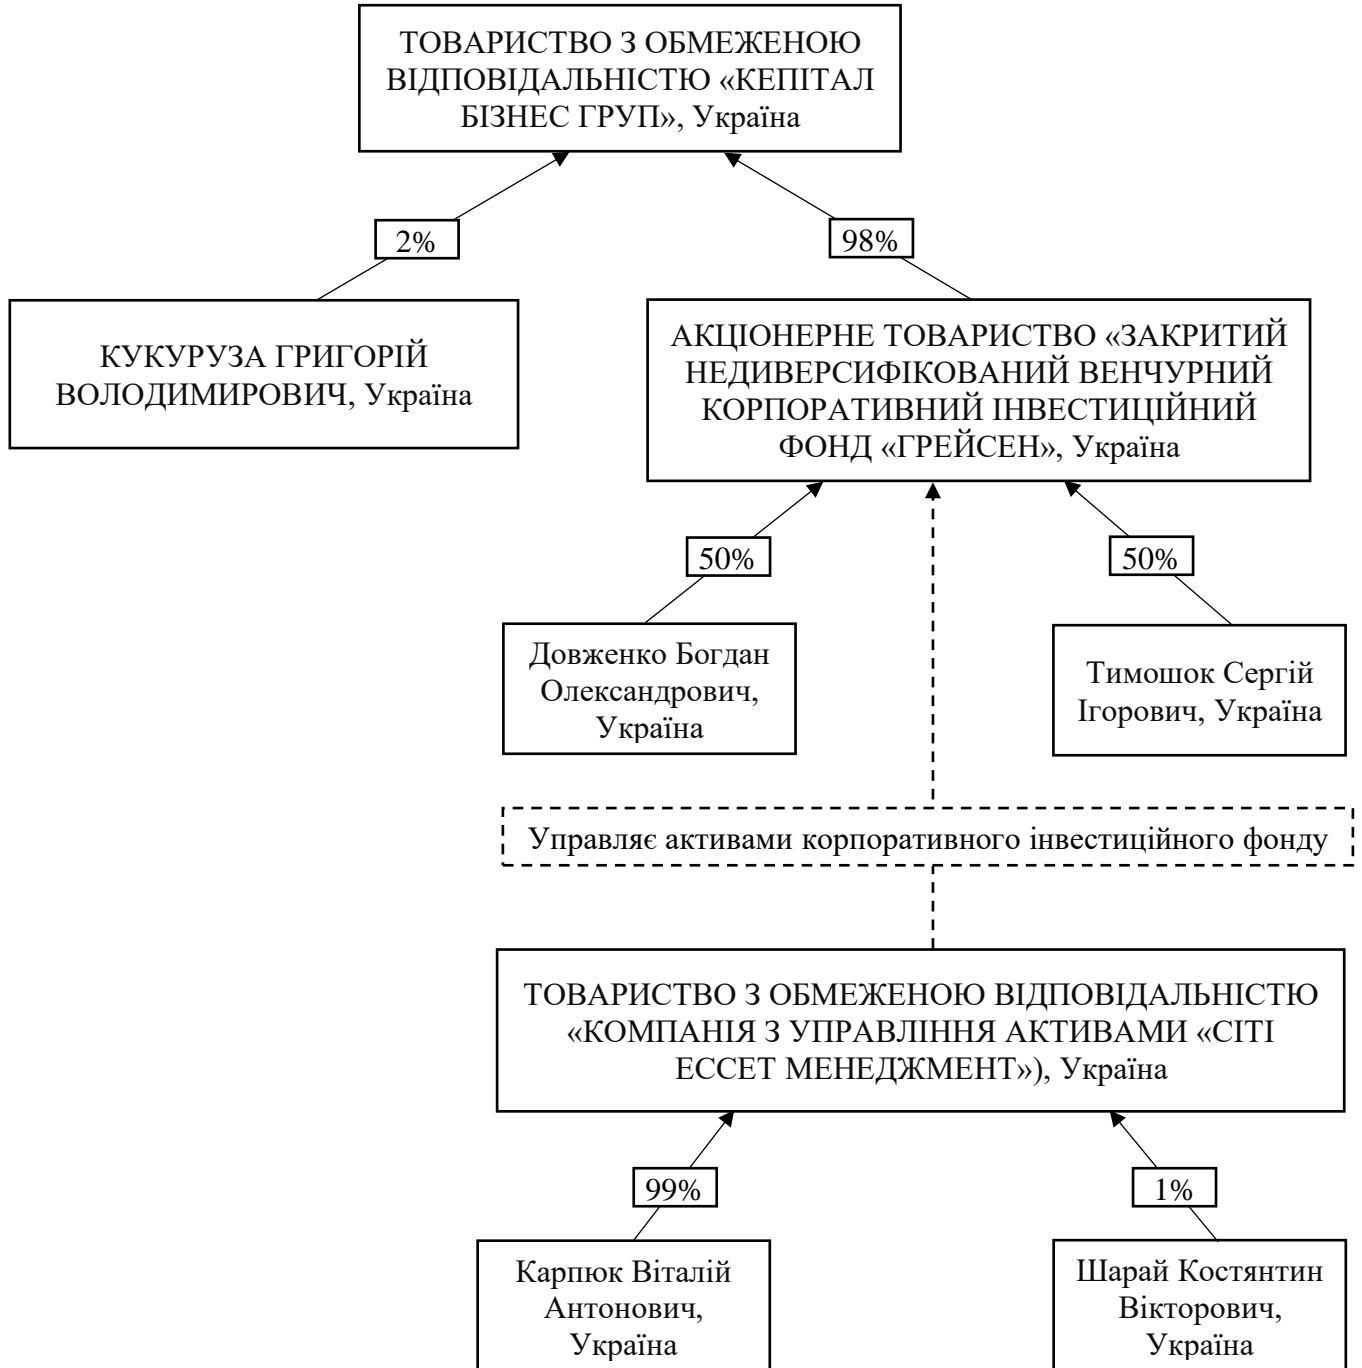 ТОВАРИСТВО З ОБМЕЖЕНОЮ
ВІДПОВІДАЛЬНІСТЮ «КЕПІТАЛ
БІЗНЕС ГРУП», Україна
2%
98%
КУКУРУЗА ГРИГОРІЙ
ВОЛОДИМИРОВИЧ, Україна
АКЦІОНЕРНЕ ТОВАРИСТВО «ЗАКРИТИЙ
НЕДИВЕРСИФІКОВАНИЙ ВЕНЧУРНИЙ
КОРПОРАТИВНИЙ ІНВЕСТИЦІЙНИЙ
ФОНД «ГРЕЙСЕН», Україна
50%
50%
Довженко Богдан
Олександрович,
Україна
Тимошок Сергій
Ігорович, Україна
Управляє активами корпоративного інвестиційного фонду
ТОВАРИСТВО З ОБМЕЖЕНОЮ ВІДПОВІДАЛЬНІСТЮ
«КОМПАНІЯ З УПРАВЛІННЯ АКТИВАМИ «СІТІ
ЕССЕТ МЕНЕДЖМЕНТ»), Україна
99%
1%
Карпюк Віталій
Антонович,
Україна
Шарай Костянтин
Вікторович,
Україна